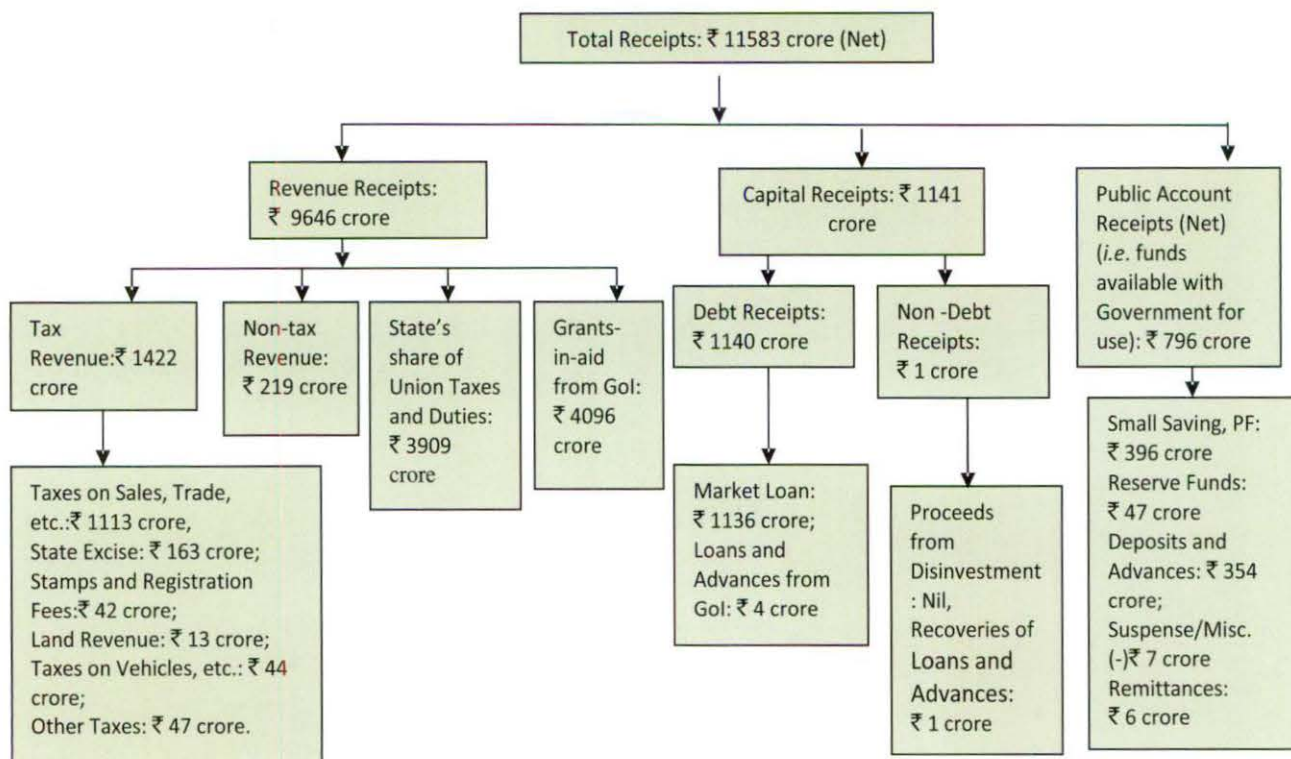 Total Receipts: ₹ 11583 crore (Net)
Revenue Receipts:
₹ 9646 crore
Capital Receipts: ₹ 1141
crore
Public Account
Receipts (Net)
(i.e. funds
available with
Government for
use): ₹ 796 crore
Tax
Revenue:₹ 1422
crore
Non-tax
Revenue:
₹ 219 crore
State's
share of
Union Taxes
and Duties:
₹ 3909
crore
Grants-
in-aid
from GoI:
₹ 4096
crore
Debt Receipts:
₹ 1140 crore
Non -Debt
Receipts:
₹ 1 crore
Taxes on Sales, Trade,
etc.:₹ 1113 crore,
State Excise: ₹ 163 crore;
Stamps and Registration
Fees:₹ 42 crore;
Land Revenue: ₹ 13 crore;
Taxes on Vehicles, etc.: ₹ 44
crore;
Other Taxes: ₹ 47 crore.
Market Loan:
₹ 1136 crore;
Loans and
Advances from
GoI: ₹ 4 crore
Proceeds
from
Disinvestment
: Nil,
Recoveries of
Loans and
Advances:
₹ 1 crore
Small Saving, PF:
₹ 396 crore
Reserve Funds:
₹ 47 crore
Deposits and
Advances: ₹ 354
crore;
Suspense/Misc.
(-)₹ 7 crore
Remittances:
₹ 6 crore